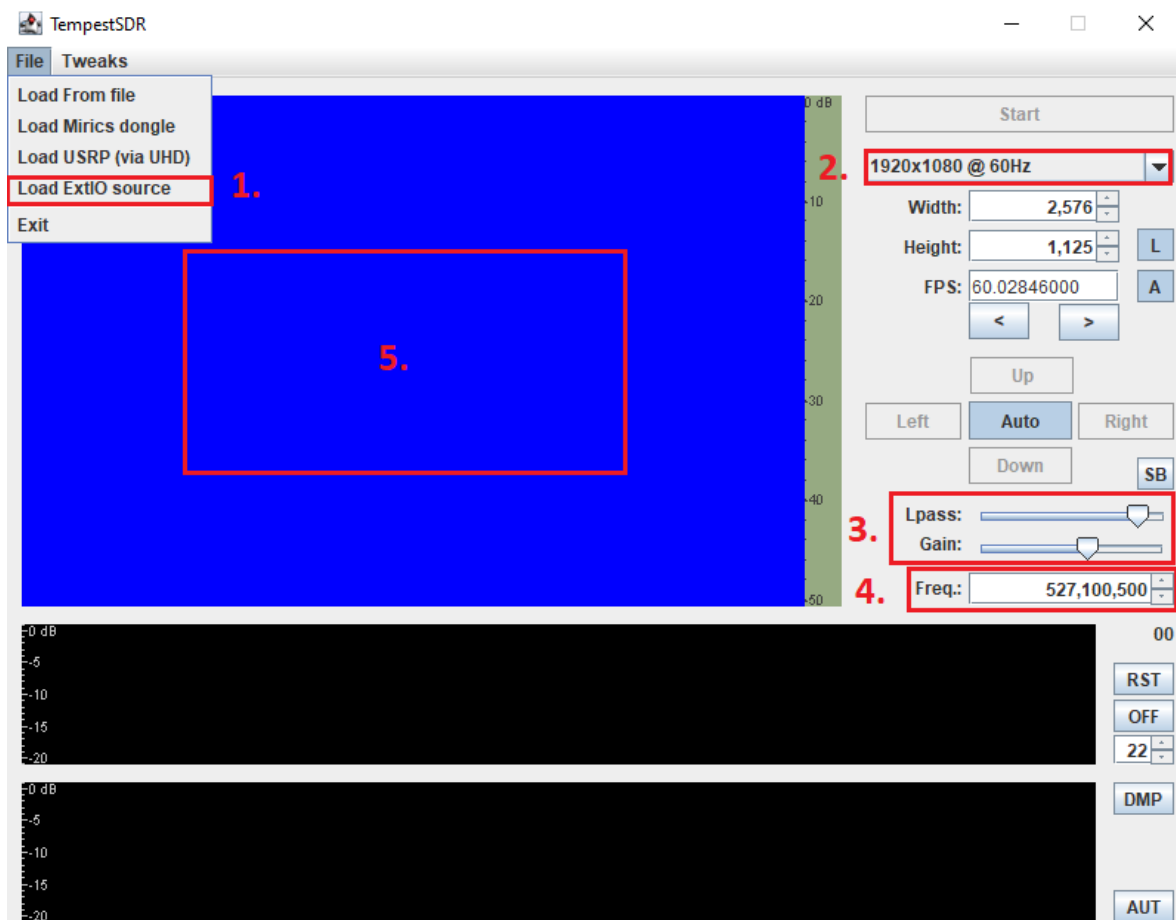 TempestSDR
File Tweaks
Load From file
Load Mirics dongle
Load USRP (via UHD)
Load ExtIO source
Exit
1.
0 dB
-10
-20
-30
-40
-50
5.
Start
2.
1920x1080 @ 60Hz
Width: 2,576
Height: 1,125 L
FPS: 60.02846000 A
< >
Up
Left Auto Right
Down
SB
3.
Lpass:
Gain:
4.
Freq.: 527,100,500
00
0 dB
-5
-10
-15
-20
RST
OFF
22
0 dB
-5
-10
-15
-20
DMP
AUT